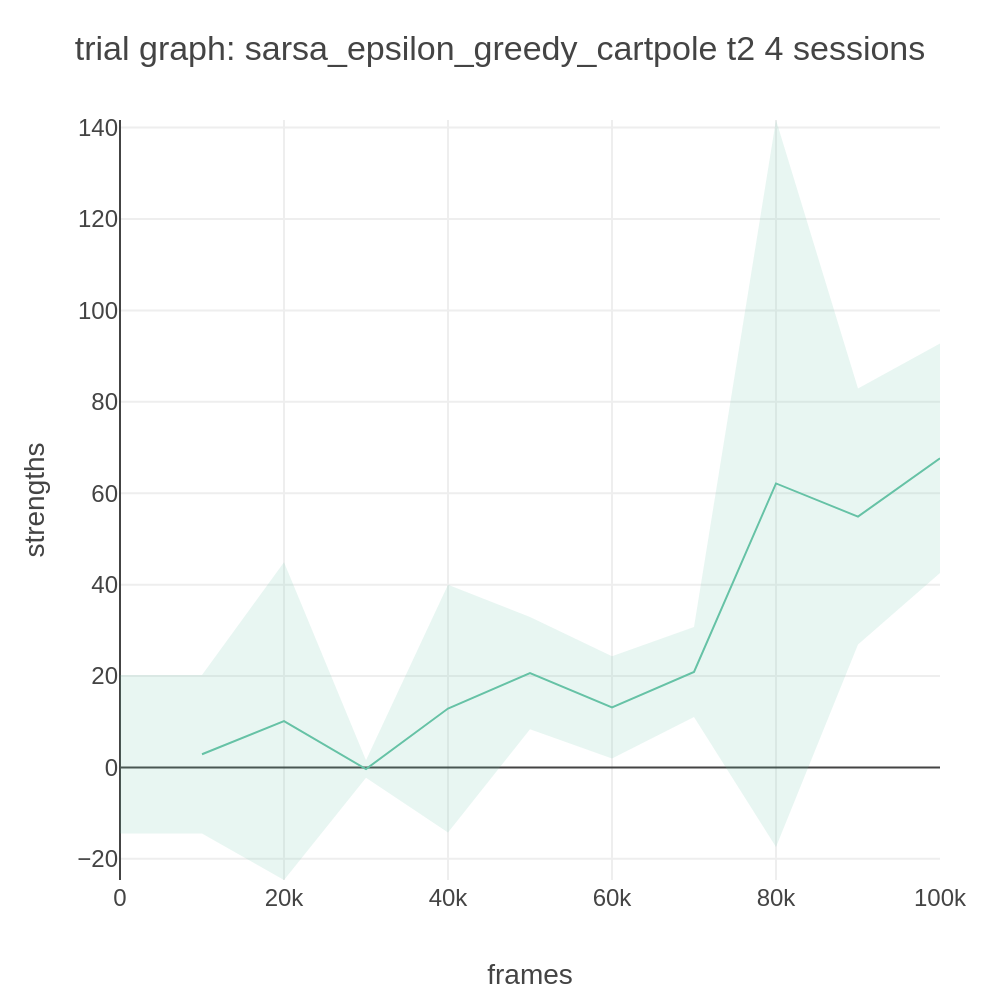 trial graph: sarsa_epsilon_greedy_cartpole t2 4 sessions
140
120
100
80
60
40
20
0
−20
strengths
0
20k
40k
60k
80k
100k
frames